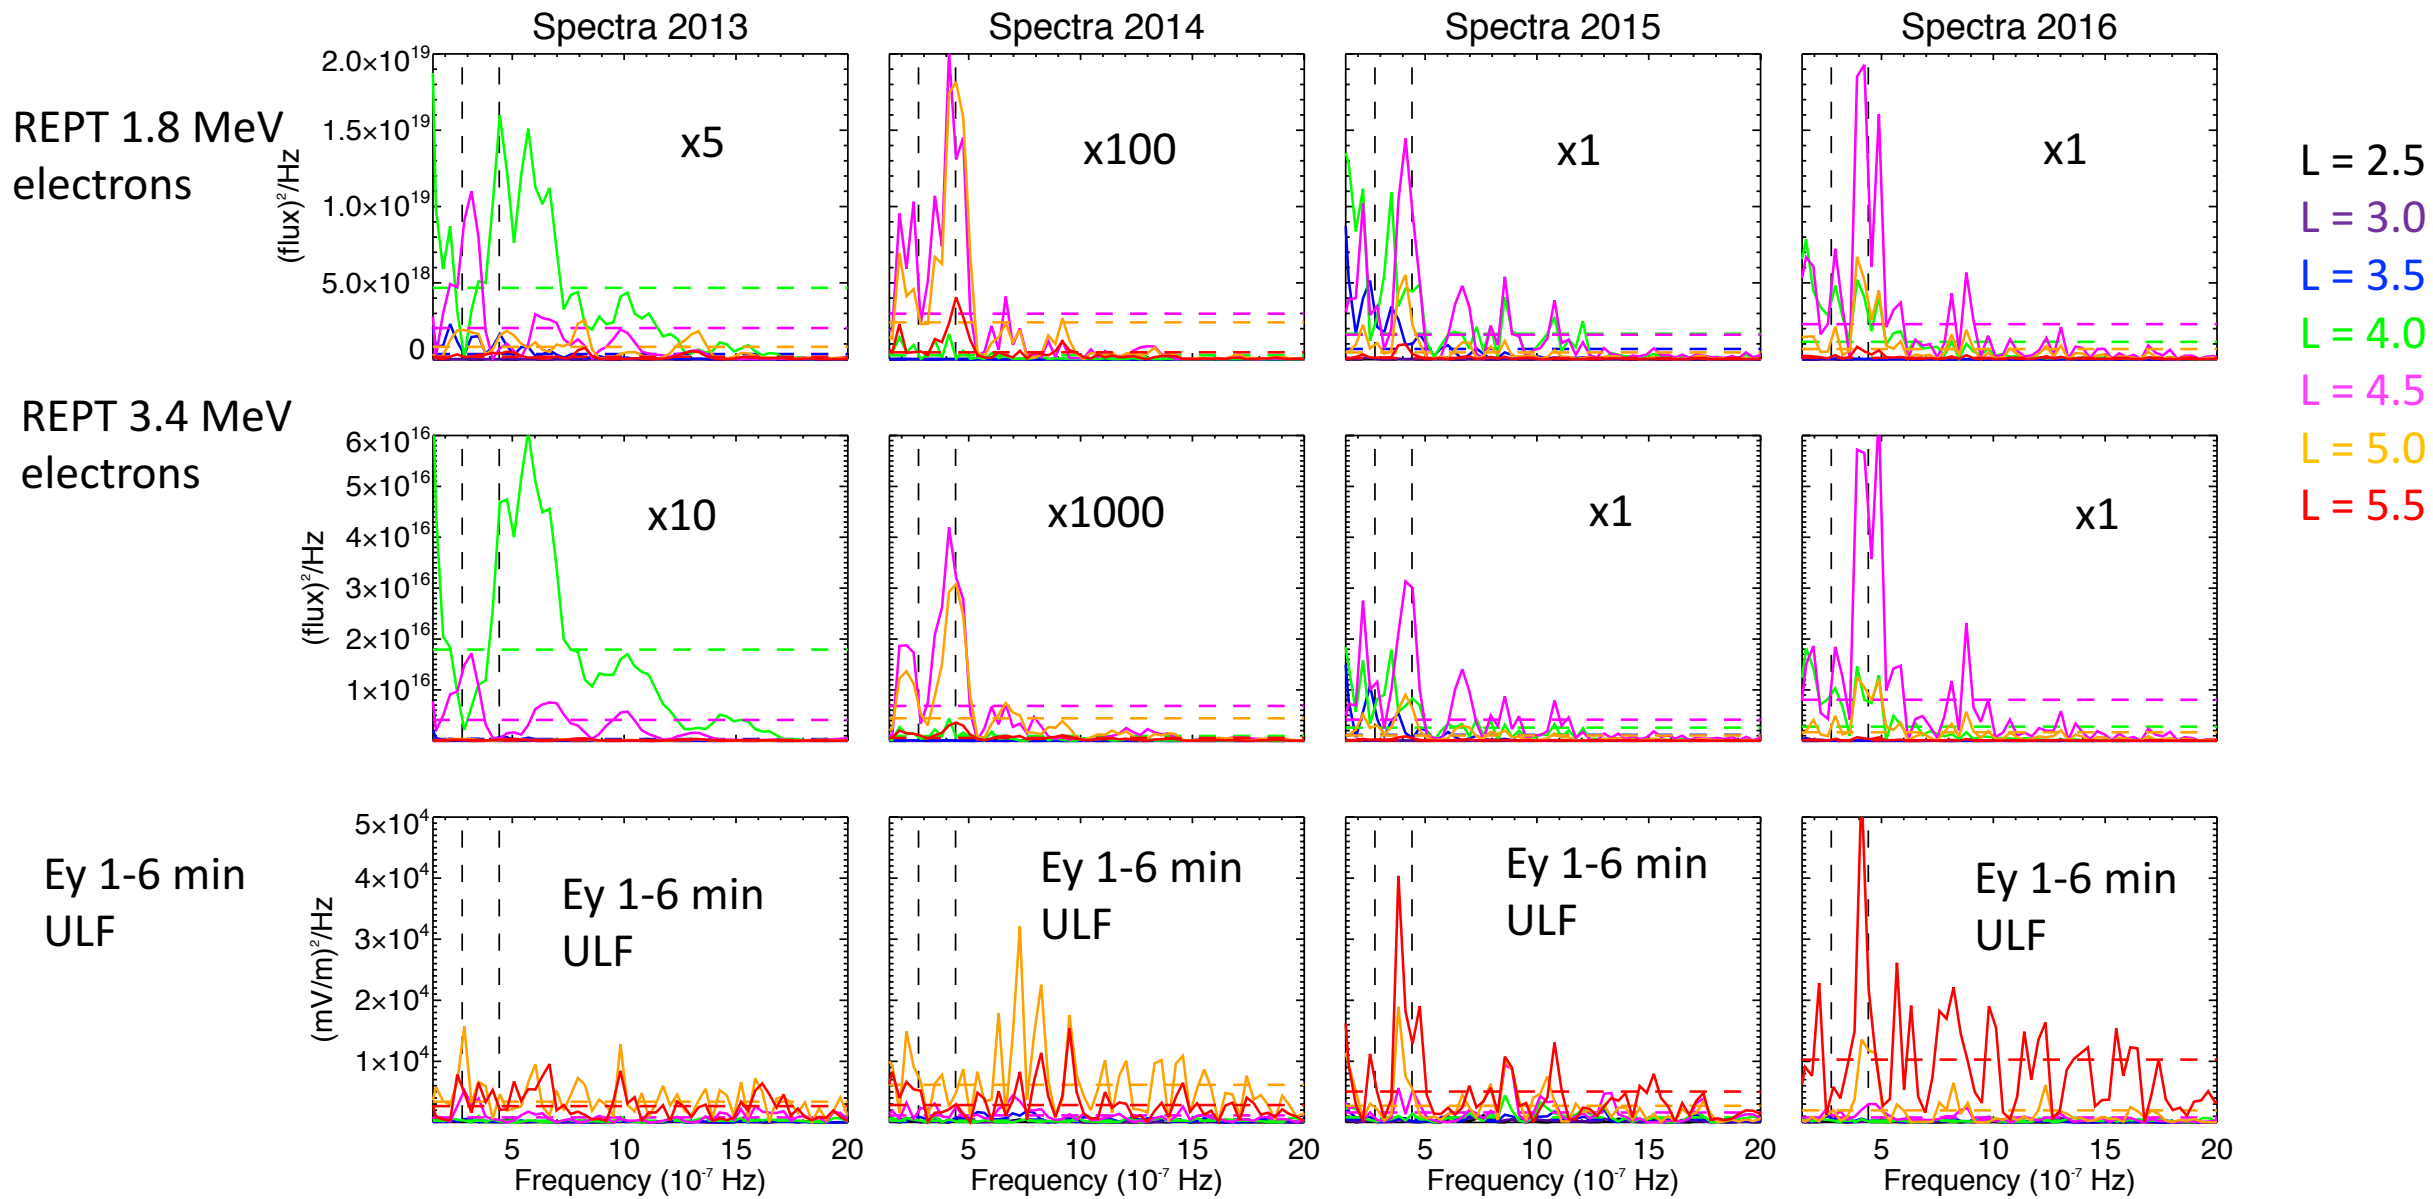 Spectra 2013
Spectra 2014
Spectra 2015
Spectra 2016
REPT 1.8 MeV
electrons
(flux)²/Hz
2.0×10¹⁹
1.5×10¹⁹
1.0×10¹⁹
5.0×10¹⁸
0
x5
x100
x1
x1
L = 2.5
L = 3.0
L = 3.5
L = 4.0
L = 4.5
L = 5.0
L = 5.5
REPT 3.4 MeV
electrons
(flux)²/Hz
6×10¹⁶
5×10¹⁶
4×10¹⁶
3×10¹⁶
2×10¹⁶
1×10¹⁶
x10
x1000
x1
x1
Ey 1-6 min
ULF
(mV/m)²/Hz
5×10⁴
4×10⁴
3×10⁴
2×10⁴
1×10⁴
Ey 1-6 min
ULF
Ey 1-6 min
ULF
Ey 1-6 min
ULF
Ey 1-6 min
ULF
5 10 15 20
5 10 15 20
5 10 15 20
5 10 15 20
Frequency (10⁻⁷ Hz)
Frequency (10⁻⁷ Hz)
Frequency (10⁻⁷ Hz)
Frequency (10⁻⁷ Hz)